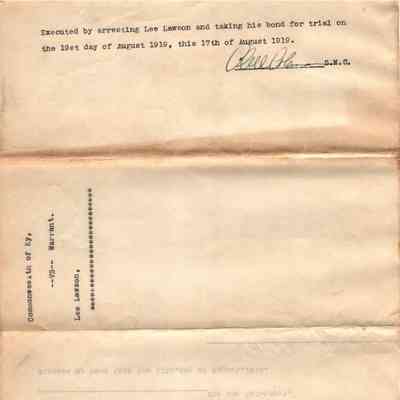 Executed by arresting Lee Lawson and taking his bond for trial on
the 19st day of August 1919, this 17th of August 1919.
S.M.C.
Commonwealth of Ky,
--VS-- Warrant.
Lee Lawson,